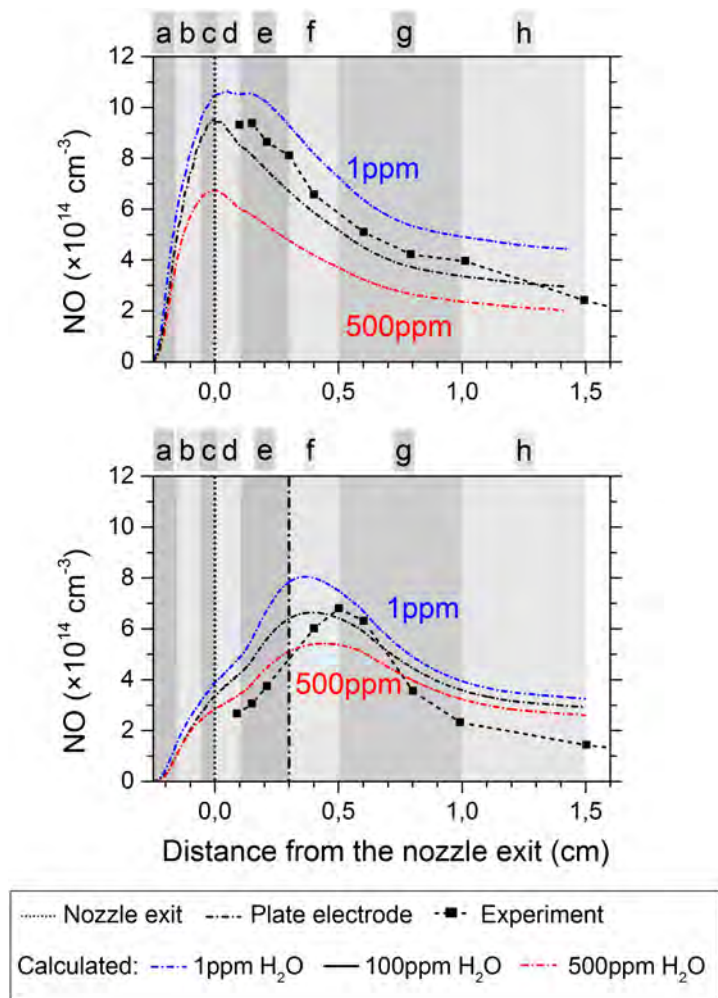 a b c d e f g h
12
10
8
6
4
2
0
NO (×10¹⁴ cm⁻³)
1ppm
500ppm
0,0 0,5 1,0 1,5
a b c d e f g h
12
10
8
6
4
2
0
NO (×10¹⁴ cm⁻³)
1ppm
500ppm
0,0 0,5 1,0 1,5
Distance from the nozzle exit (cm)
Nozzle exit Plate electrode Experiment
Calculated: 1ppm H₂O 100ppm H₂O 500ppm H₂O